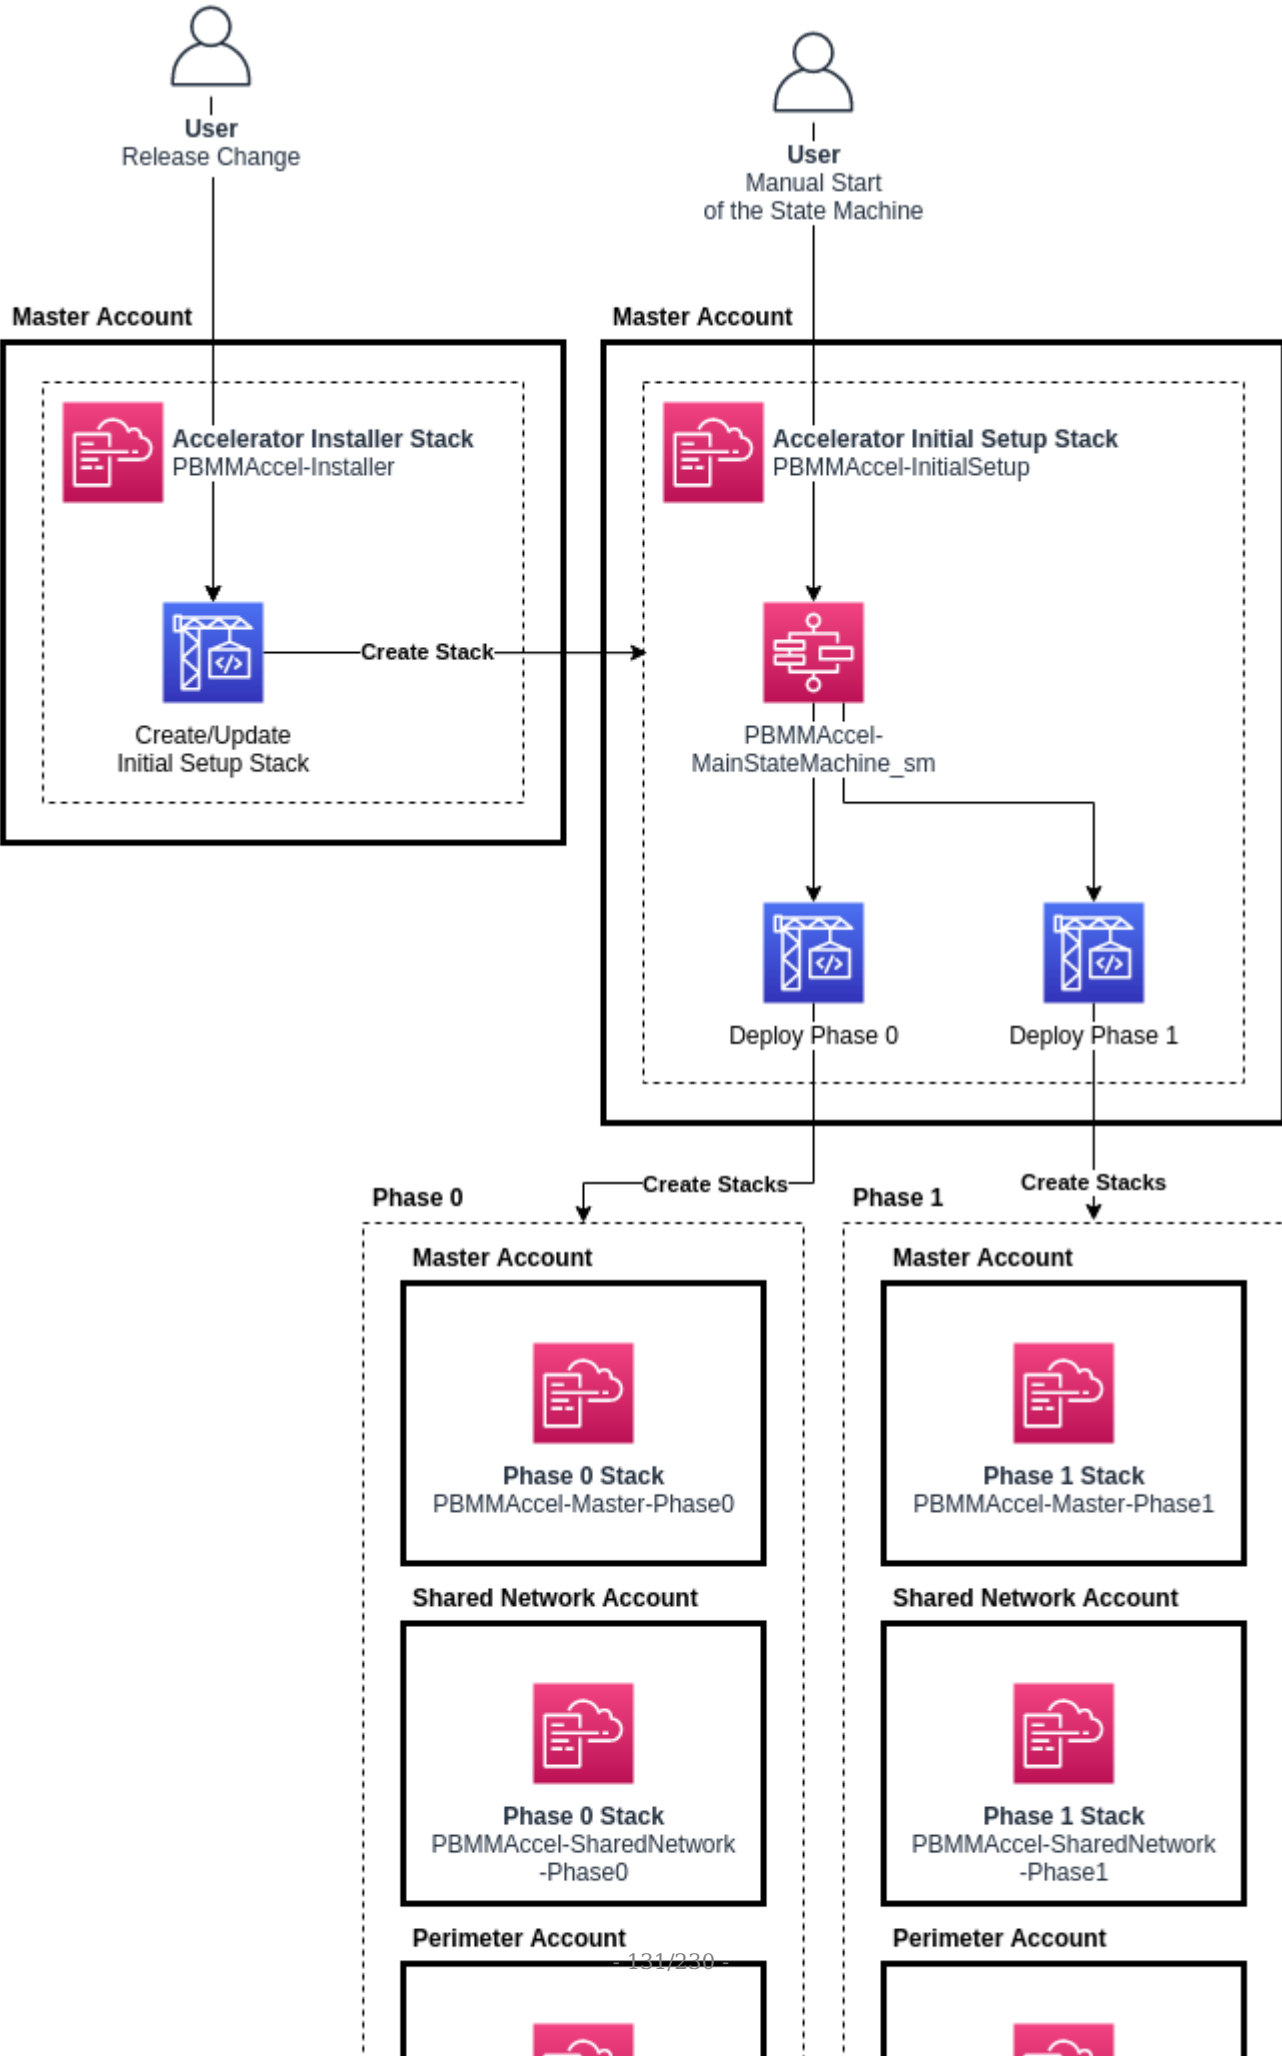 User
Release Change
User
Manual Start
of the State Machine
Master Account
Master Account
Accelerator Installer Stack
PBMMAccel-Installer
Accelerator Initial Setup Stack
PBMMAccel-InitialSetup
Create Stack
Create/Update
Initial Setup Stack
PBMMAccel-
MainStateMachine_sm
</>
</>
</>
Deploy Phase 0
Deploy Phase 1
Create Stacks
Create Stacks
Phase 0
Phase 1
Master Account
Master Account
Phase 0 Stack
PBMMAccel-Master-Phase0
Phase 1 Stack
PBMMAccel-Master-Phase1
Shared Network Account
Shared Network Account
Phase 0 Stack
PBMMAccel-SharedNetwork
-Phase0
Phase 1 Stack
PBMMAccel-SharedNetwork
-Phase1
Perimeter Account
Perimeter Account
- 131/230 -